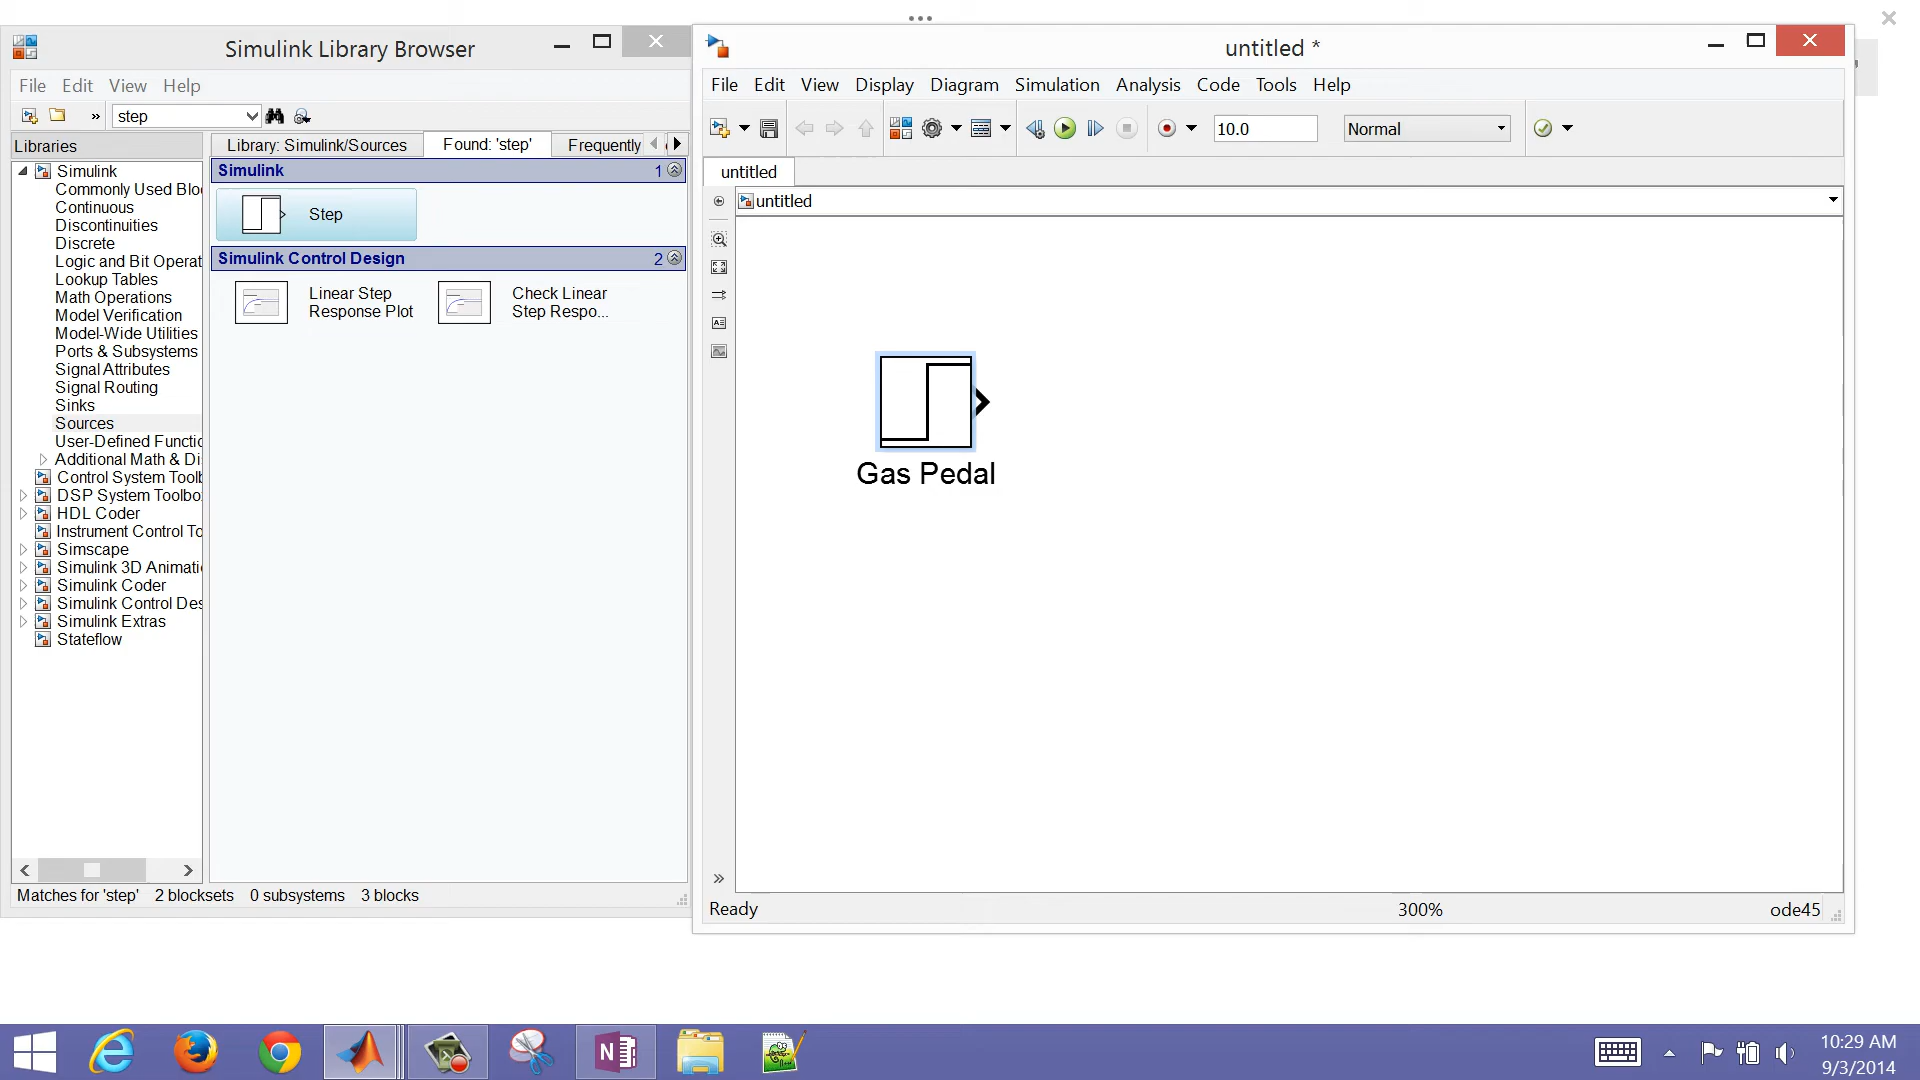 Simulink Library Browser
File Edit View Help
» step
Libraries
Simulink
Commonly Used Blo
Continuous
Discontinuities
Discrete
Logic and Bit Operat
Lookup Tables
Math Operations
Model Verification
Model-Wide Utilities
Ports & Subsystems
Signal Attributes
Signal Routing
Sinks
Sources
User-Defined Functio
Additional Math & Di
Control System Toolb
DSP System Toolbo
HDL Coder
Instrument Control To
Simscape
Simulink 3D Animati
Simulink Coder
Simulink Control Des
Simulink Extras
Stateflow
Library: Simulink/Sources Found: 'step' Frequently
Simulink 1
Step
Simulink Control Design 2
Linear Step
Response Plot
Check Linear
Step Respo...
Matches for 'step' 2 blocksets 0 subsystems 3 blocks
untitled *
File Edit View Display Diagram Simulation Analysis Code Tools Help
10.0 Normal
untitled
untitled
Gas Pedal
»
Ready 300% ode45
10:29 AM
9/3/2014